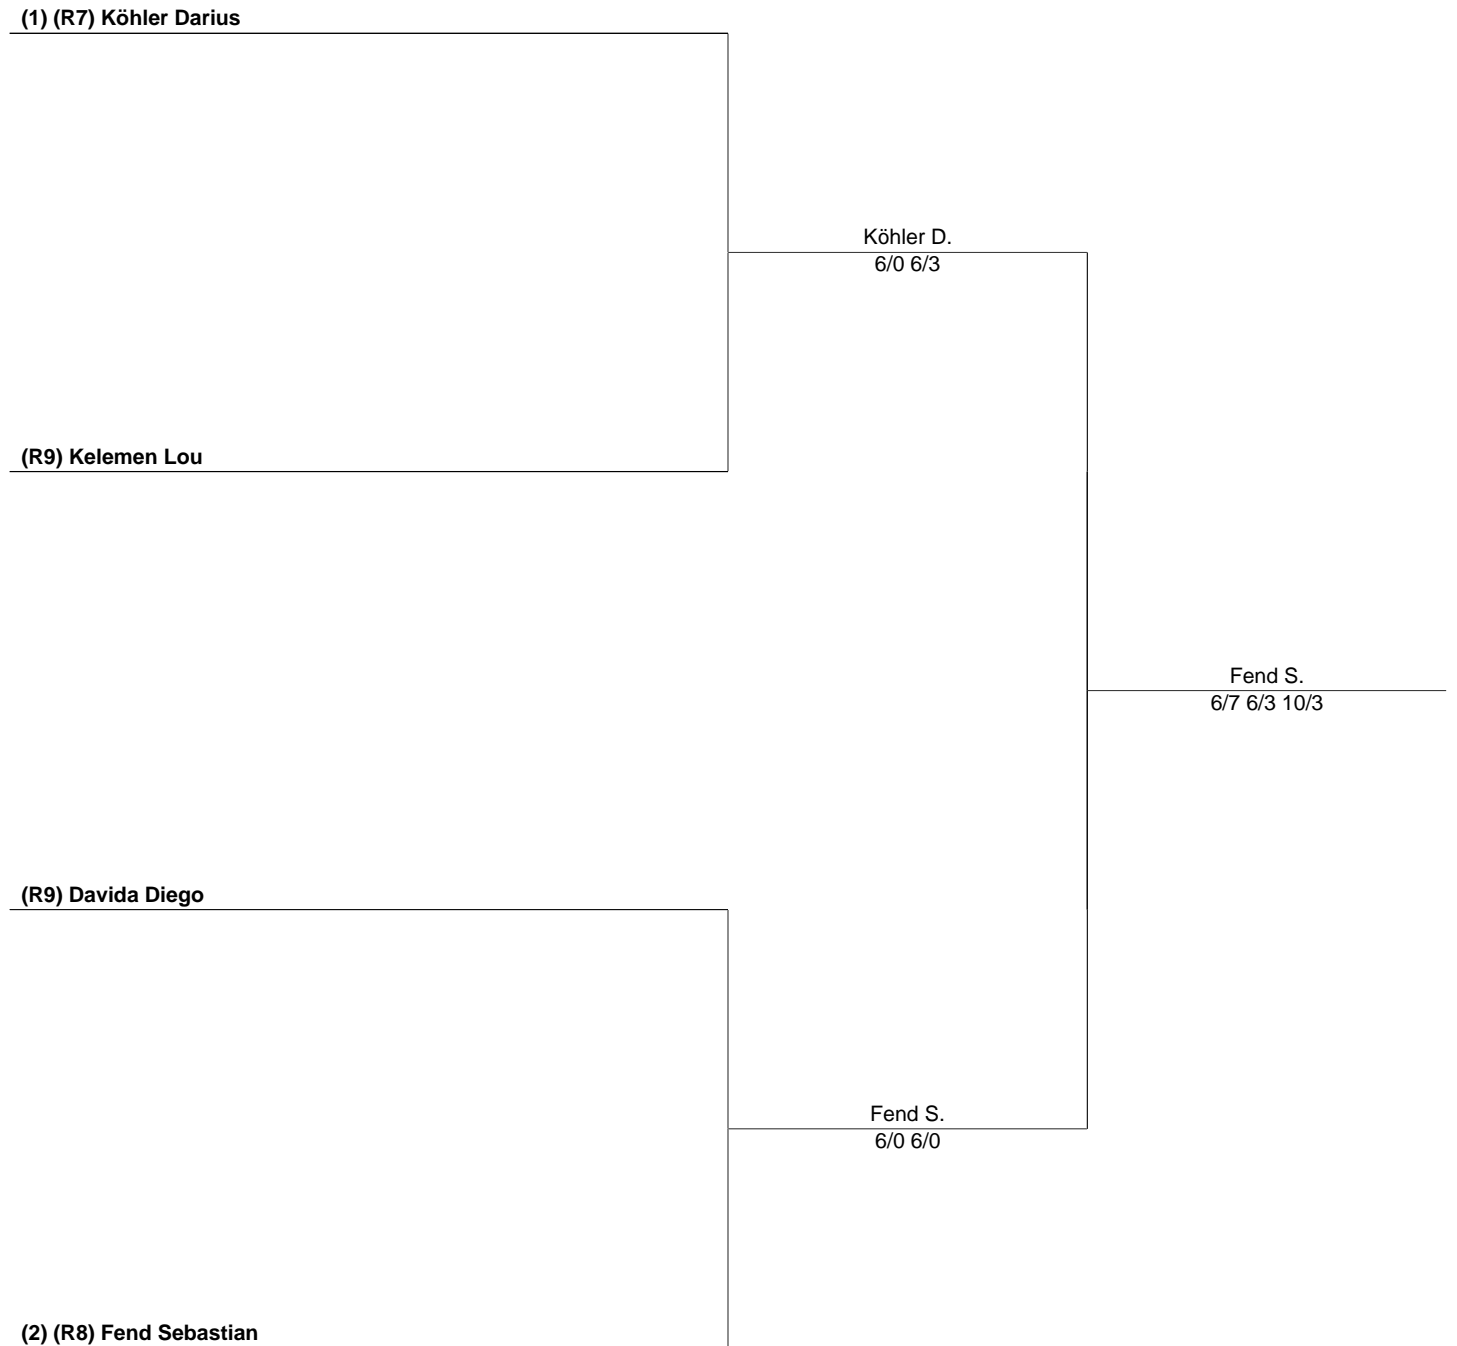 (1) (R7) Köhler Darius
Köhler D.
6/0 6/3
(R9) Kelemen Lou
Fend S.
6/7 6/3 10/3
(R9) Davida Diego
Fend S.
6/0 6/0
(2) (R8) Fend Sebastian